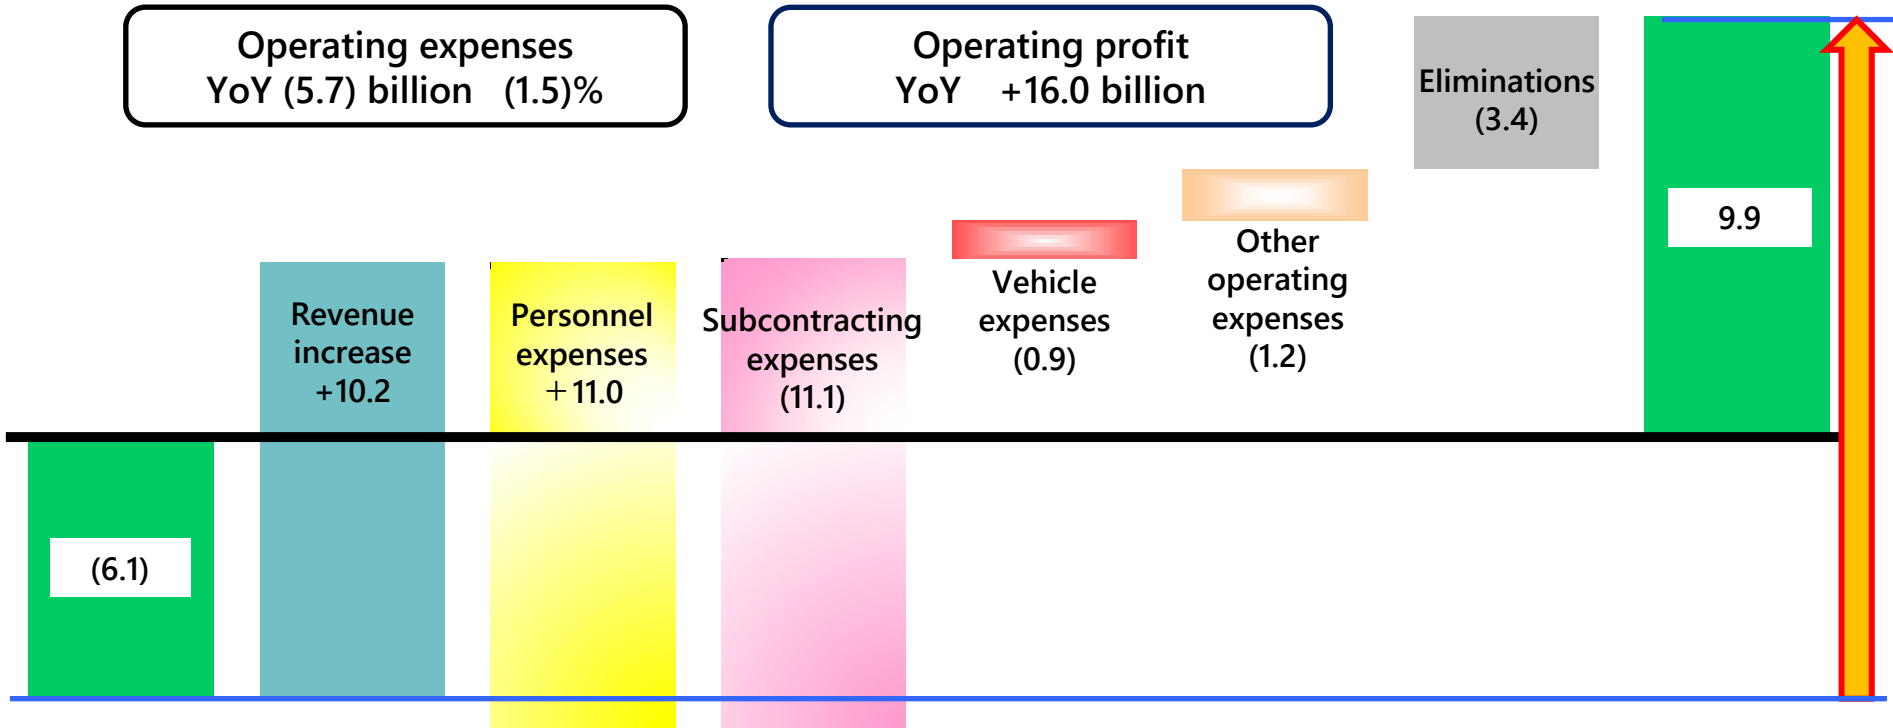 Operating expenses
YoY (5.7) billion (1.5)%
Operating profit
YoY +16.0 billion
Eliminations
(3.4)
9.9
Other
operating
expenses
(1.2)
Vehicle
expenses
(0.9)
Revenue
increase
+10.2
Personnel
expenses
＋11.0
Subcontracting
expenses
(11.1)
(6.1)